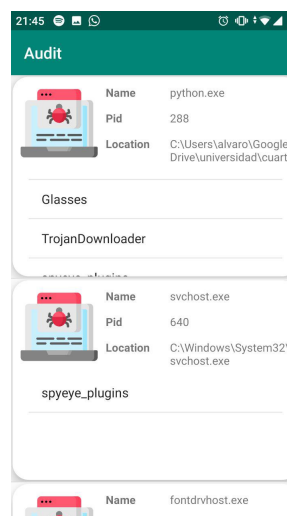 21:45
Audit
Name python.exe
Pid 288
Location C:\Users\alvaro\Google
Drive\universidad\cuart
Glasses
TrojanDownloader
spyeye_plugins
Name svchost.exe
Pid 640
Location C:\Windows\System32\
svchost.exe
spyeye_plugins
Name fontdrvhost.exe